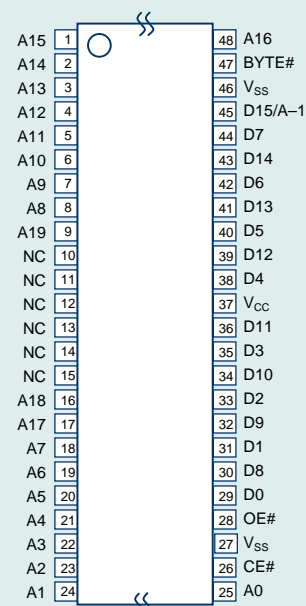 A15 1 48 A16
A14 2 47 BYTE#
A13 3 46 VSS
A12 4 45 D15/A–1
A11 5 44 D7
A10 6 43 D14
A9 7 42 D6
A8 8 41 D13
A19 9 40 D5
NC 10 39 D12
NC 11 38 D4
NC 12 37 VCC
NC 13 36 D11
NC 14 35 D3
NC 15 34 D10
A18 16 33 D2
A17 17 32 D9
A7 18 31 D1
A6 19 30 D8
A5 20 29 D0
A4 21 28 OE#
A3 22 27 VSS
A2 23 26 CE#
A1 24 25 A0